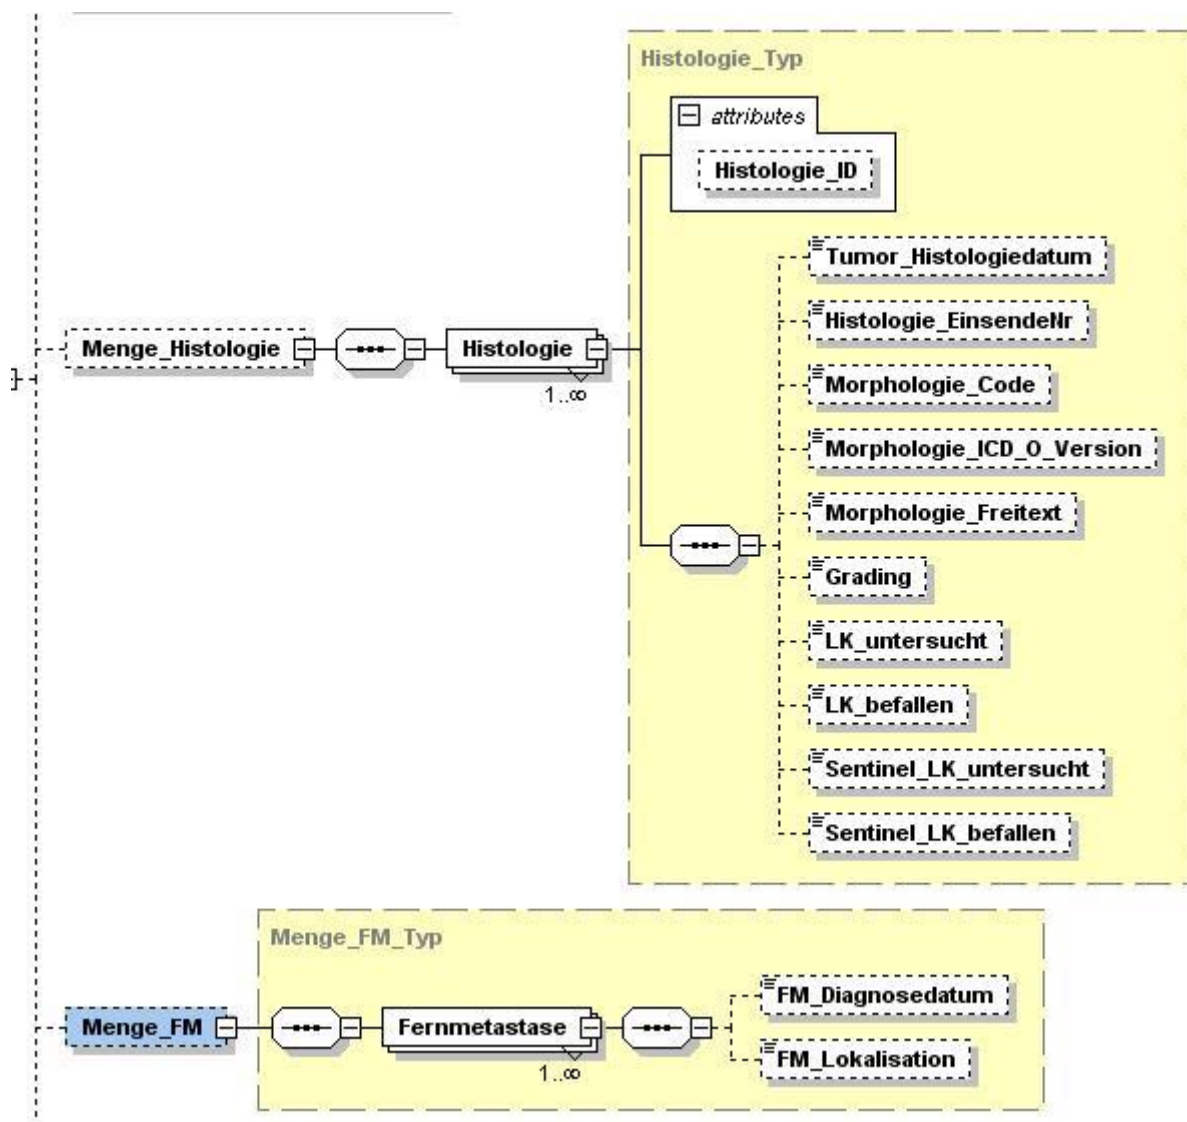 Histologie_Typ
attributes
Histologie_ID
Tumor_Histologiedatum
Histologie_EinsendeNr
Menge_Histologie
Histologie
1..∞
Morphologie_Code
Morphologie_ICD_O_Version
Morphologie_Freitext
Grading
LK_untersucht
LK_befallen
Sentinel_LK_untersucht
Sentinel_LK_befallen
Menge_FM_Typ
Menge_FM
Fernmetastase
1..∞
FM_Diagnosedatum
FM_Lokalisation